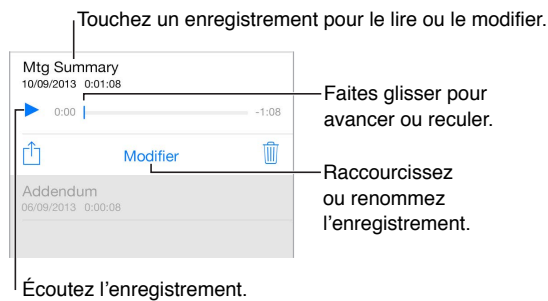 Touchez un enregistrement pour le lire ou le modifier.
Mtg Summary
10/09/2013 0:01:08
0:00 -1:08
Faites glisser pour
avancer ou reculer.
Modifier
Raccourcissez
ou renommez
l'enregistrement.
Addendum
06/09/2013 0:00:08
Écoutez l'enregistrement.